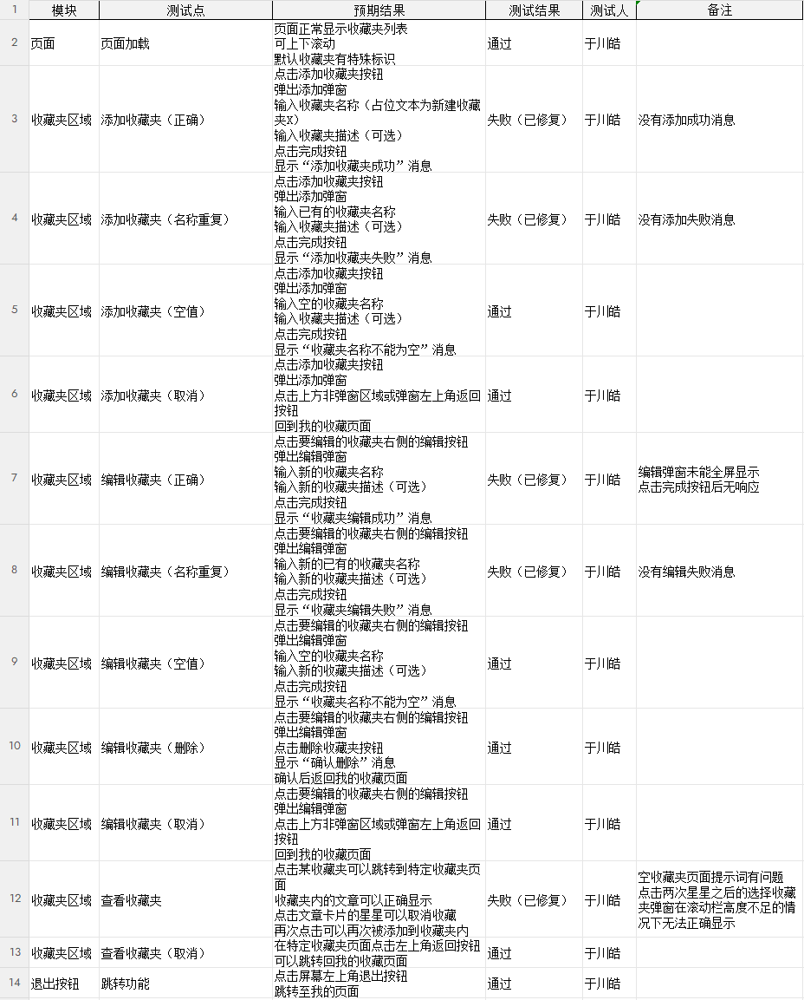 1 模块 测试点 预期结果 测试结果 测试人 备注
2 页面 页面加载 页面正常显示收藏夹列表
可上下滚动
默认收藏夹有特殊标识 通过 于川皓
3 收藏夹区域 添加收藏夹（正确） 点击添加收藏夹按钮
弹出添加弹窗
输入收藏夹名称（占位文本为新建收藏
夹X）
输入收藏夹描述（可选）
点击完成按钮
显示“添加收藏夹成功”消息 失败（已修复） 于川皓 没有添加成功消息
4 收藏夹区域 添加收藏夹（名称重复） 点击添加收藏夹按钮
弹出添加弹窗
输入已有的收藏夹名称
输入收藏夹描述（可选）
点击完成按钮
显示“添加收藏夹失败”消息 失败（已修复） 于川皓 没有添加失败消息
5 收藏夹区域 添加收藏夹（空值） 点击添加收藏夹按钮
弹出添加弹窗
输入空的收藏夹名称
输入收藏夹描述（可选）
点击完成按钮
显示“收藏夹名称不能为空”消息 通过 于川皓
6 收藏夹区域 添加收藏夹（取消） 点击添加收藏夹按钮
弹出添加弹窗
点击上方非弹窗区域或弹窗左上角返回
按钮
回到我的收藏页面 通过 于川皓
7 收藏夹区域 编辑收藏夹（正确） 点击要编辑的收藏夹右侧的编辑按钮
弹出编辑弹窗
输入新的收藏夹名称
输入新的收藏夹描述（可选）
点击完成按钮
显示“收藏夹编辑成功”消息 失败（已修复） 于川皓 编辑弹窗未能全屏显示
点击完成按钮后无响应
8 收藏夹区域 编辑收藏夹（名称重复） 点击要编辑的收藏夹右侧的编辑按钮
弹出编辑弹窗
输入新的已有的收藏夹名称
输入新的收藏夹描述（可选）
点击完成按钮
显示“收藏夹编辑失败”消息 失败（已修复） 于川皓 没有编辑失败消息
9 收藏夹区域 编辑收藏夹（空值） 点击要编辑的收藏夹右侧的编辑按钮
弹出编辑弹窗
输入空的收藏夹名称
输入新的收藏夹描述（可选）
点击完成按钮
显示“收藏夹名称不能为空”消息 通过 于川皓
10 收藏夹区域 编辑收藏夹（删除） 点击要编辑的收藏夹右侧的编辑按钮
弹出编辑弹窗
点击删除收藏夹按钮
显示“确认删除”消息
确认后返回我的收藏页面 通过 于川皓
11 收藏夹区域 编辑收藏夹（取消） 点击要编辑的收藏夹右侧的编辑按钮
弹出编辑弹窗
点击上方非弹窗区域或弹窗左上角返回
按钮
回到我的收藏页面 通过 于川皓
12 收藏夹区域 查看收藏夹 点击某收藏夹可以跳转到特定收藏夹页
面
收藏夹内的文章可以正确显示
点击文章卡片的星星可以取消收藏
再次点击可以再次被添加到收藏夹内 失败（已修复） 于川皓 空收藏夹页面提示词有问题
点击两次星星之后的选择收藏
夹弹窗在滚动栏高度不足的情
况下无法正确显示
13 收藏夹区域 查看收藏夹（取消） 在特定收藏夹页面点击左上角返回按钮
可以跳转回我的收藏页面 通过 于川皓
14 退出按钮 跳转功能 点击屏幕左上角退出按钮
跳转至我的页面 通过 于川皓